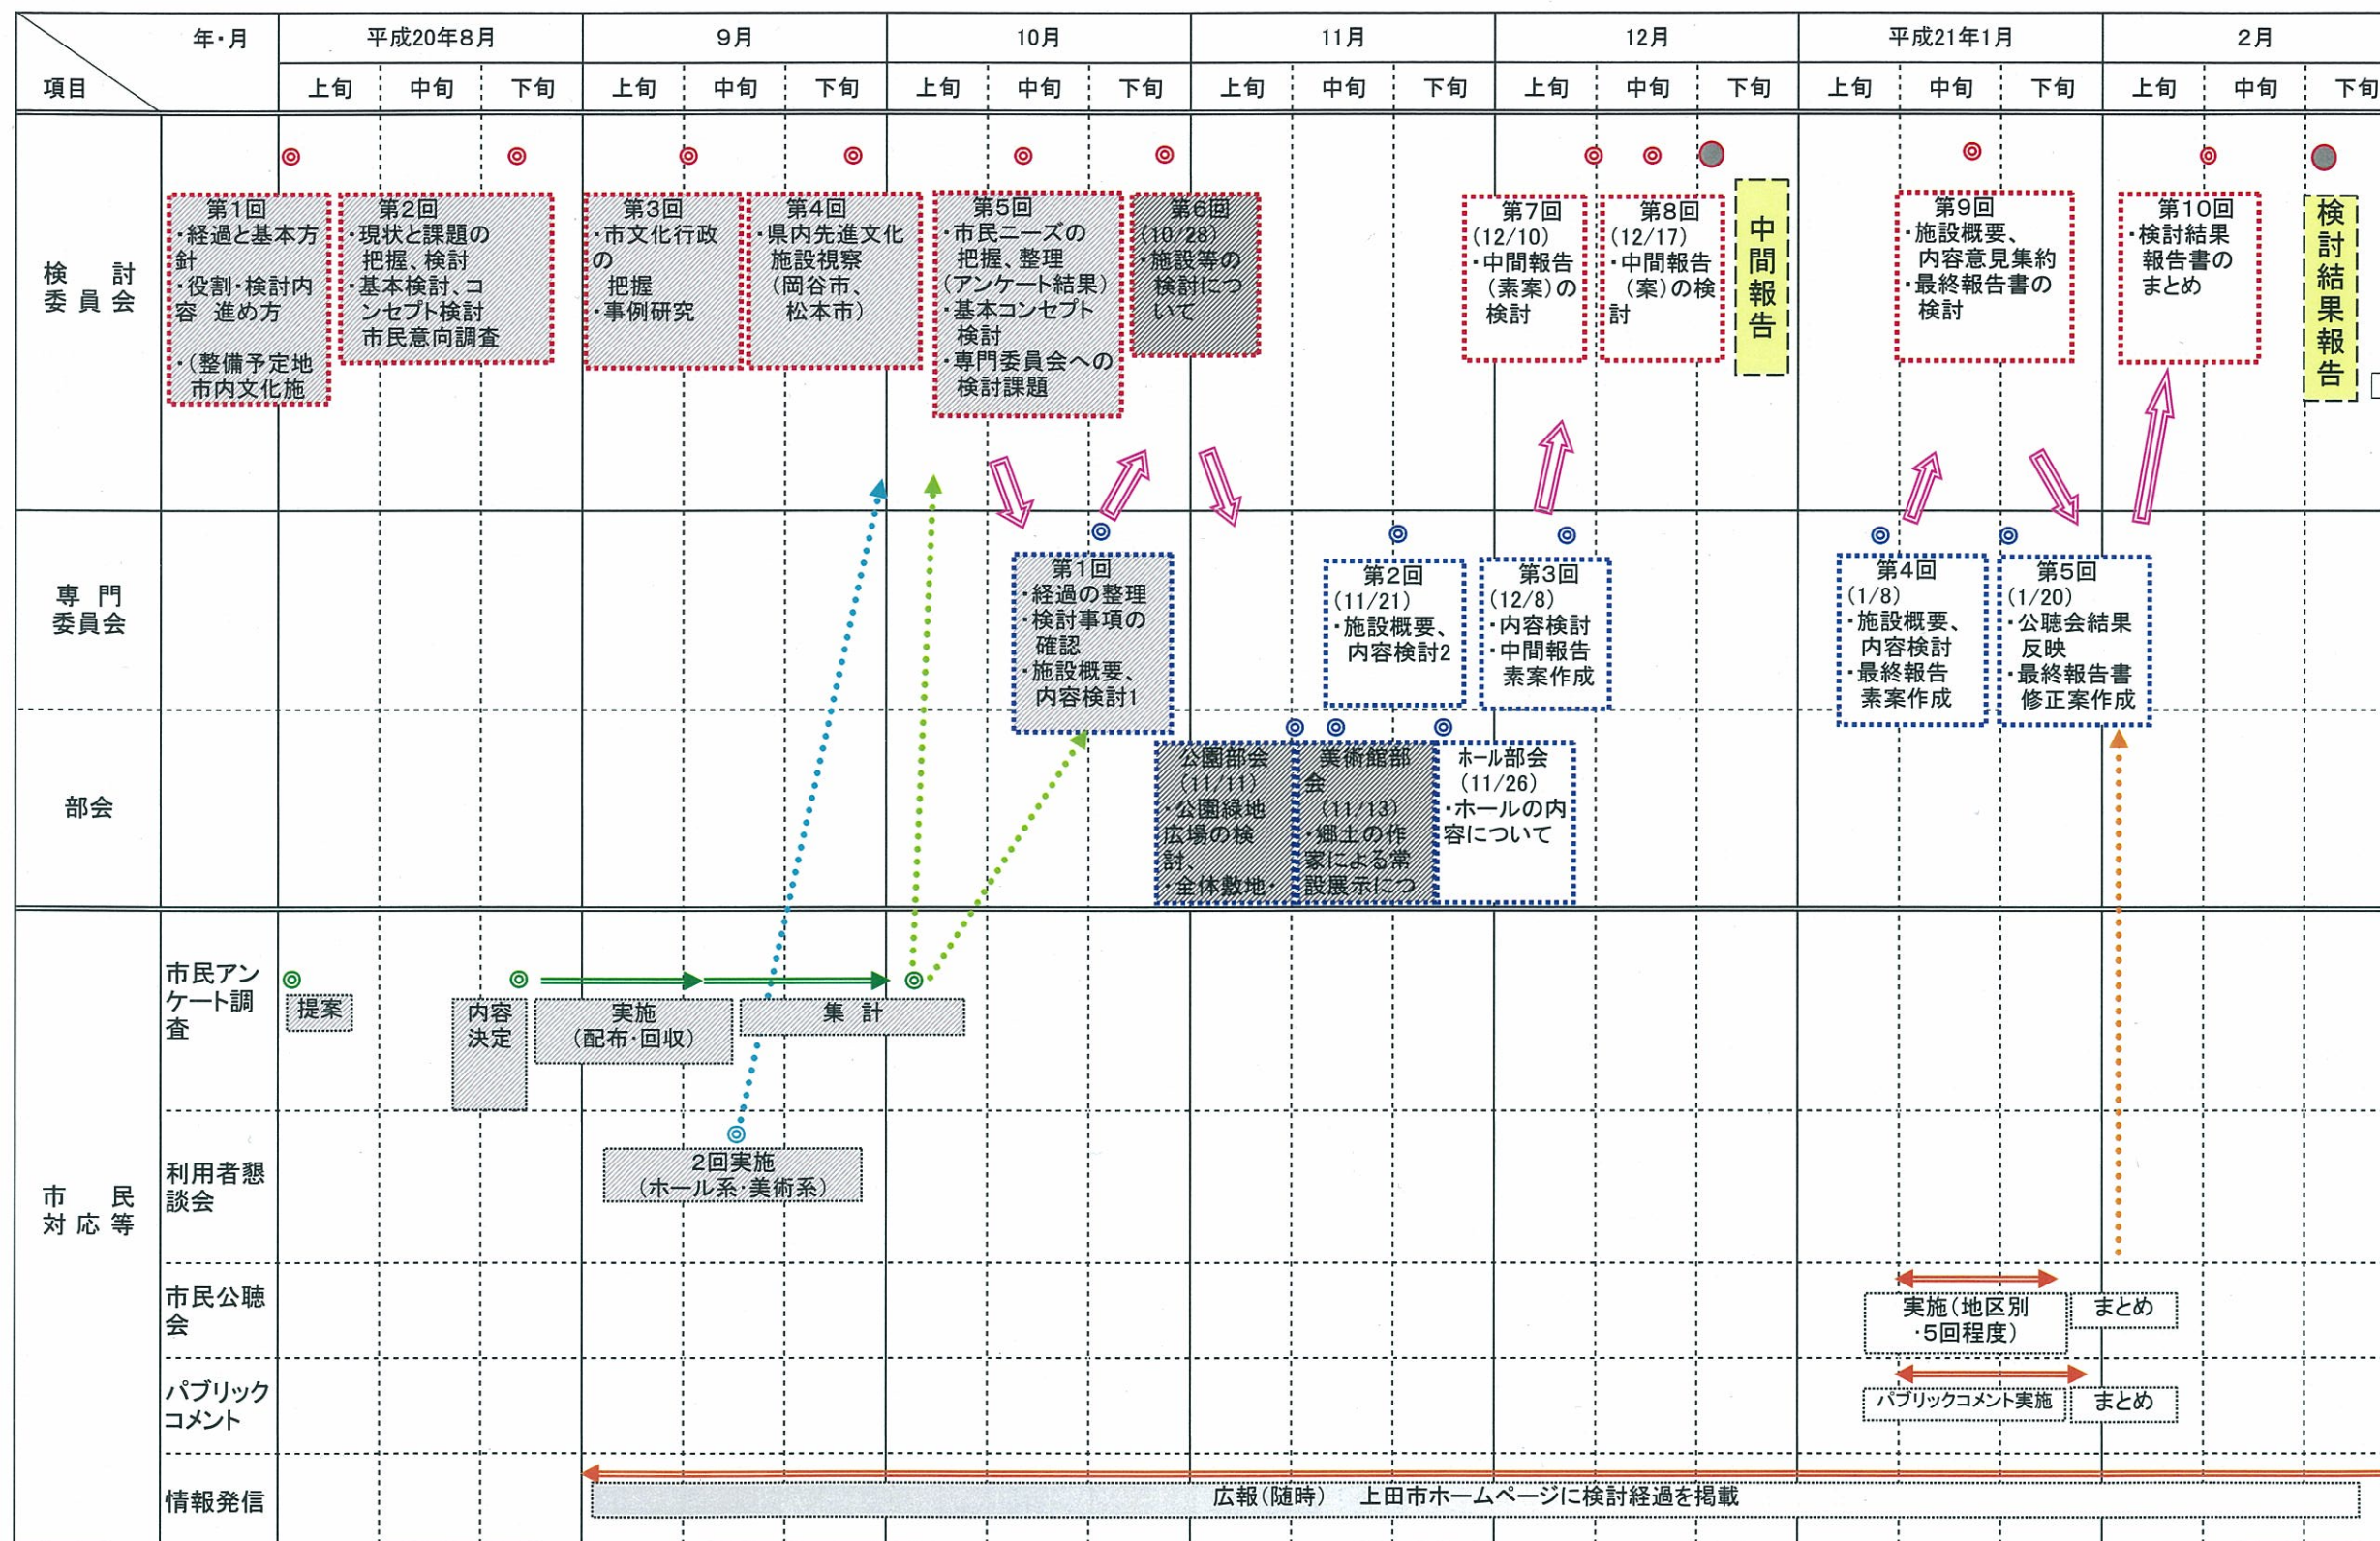 年・月
項目
平成20年8月
9月
10月
11月
12月
平成21年1月
2月
上旬 中旬 下旬
上旬 中旬 下旬
上旬 中旬 下旬
上旬 中旬 下旬
上旬 中旬 下旬
上旬 中旬 下旬
上旬 中旬 下旬
検 討
委員会
第1回
・経過と基本方
針
・役割・検討内
容 進め方
・(整備予定地
市内文化施
第2回
・現状と課題の
把握、検討
・基本検討、コ
ンセプト検討
市民意向調査
第3回
・市文化行政
の
把握
・事例研究
第4回
・県内先進文化
施設視察
(岡谷市、
松本市)
第5回
・市民ニーズの
把握、整理
(アンケート結果)
・基本コンセプト
検討
・専門委員会への
検討課題
第6回
(10/28)
・施設等の
検討につ
いて
第7回
(12/10)
・中間報告
(素案)の
検討
第8回
(12/17)
・中間報告
(案)の検
討
中間報告
第9回
・施設概要、
内容意見集約
・最終報告書の
検討
第10回
・検討結果
報告書の
まとめ
検討結果報告
専 門
委員会
第1回
・経過の整理
・検討事項の
確認
・施設概要、
内容検討1
第2回
(11/21)
・施設概要、
内容検討2
第3回
(12/8)
・内容検討
・中間報告
素案作成
第4回
(1/8)
・施設概要、
内容検討
・最終報告
素案作成
第5回
(1/20)
・公聴会結果
反映
・最終報告書
修正案作成
部会
公園部会
(11/11)
・公園緑地
広場の検
討、
・全体敷地・
美術館部
会
(11/13)
・郷土の作
家による常
設展示につ
ホール部会
(11/26)
・ホールの内
容について
市 民
対応等
市民アン
ケート調
査
提案
内容
決定
実施
(配布・回収)
集 計
利用者懇
談会
2回実施
(ホール系・美術系)
市民公聴
会
実施(地区別
・5回程度)
まとめ
パブリック
コメント
パブリックコメント実施
まとめ
情報発信
広報(随時) 上田市ホームページに検討経過を掲載